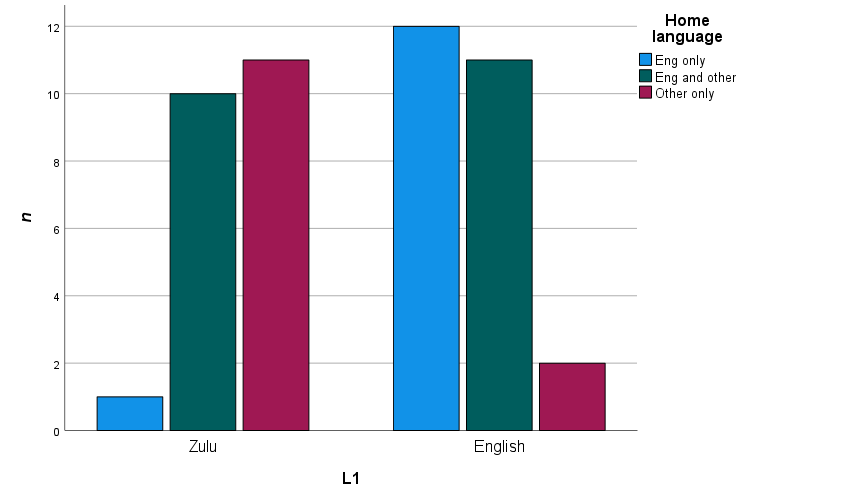 12
10
8
6
4
2
0
n
Zulu
English
L1
Home
language
Eng only
Eng and other
Other only